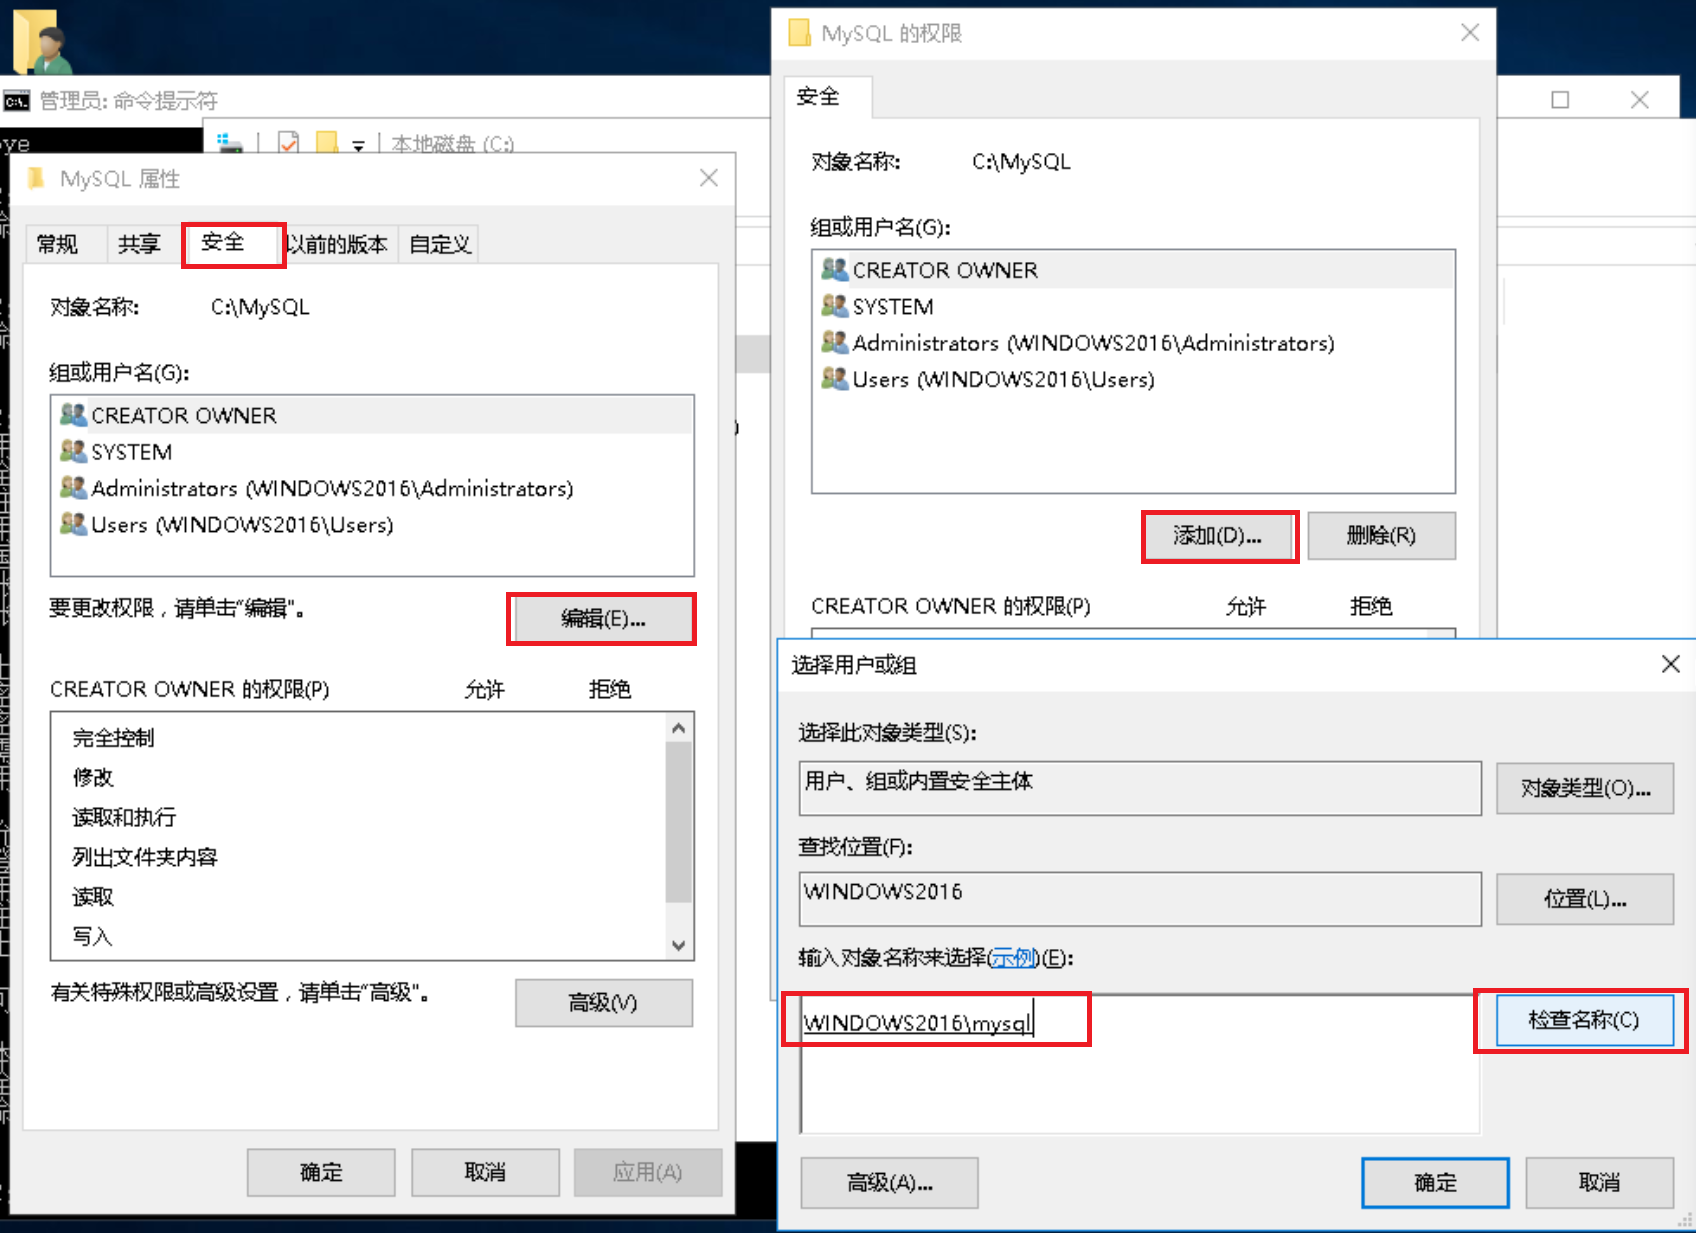 管理员: 命令提示符
ove
本地磁盘 (C:)
MySQL 属性
常规
共享
安全
以前的版本
自定义
对象名称:
C:\MySQL
组或用户名(G):
CREATOR OWNER
SYSTEM
Administrators (WINDOWS2016\Administrators)
Users (WINDOWS2016\Users)
要更改权限，请单击"编辑"。
编辑(E)...
CREATOR OWNER 的权限(P)
允许
拒绝
完全控制
修改
读取和执行
列出文件夹内容
读取
写入
有关特殊权限或高级设置，请单击"高级"。
高级(V)
确定
取消
应用(A)
MySQL 的权限
安全
对象名称:
C:\MySQL
组或用户名(G):
CREATOR OWNER
SYSTEM
Administrators (WINDOWS2016\Administrators)
Users (WINDOWS2016\Users)
添加(D)...
删除(R)
CREATOR OWNER 的权限(P)
允许
拒绝
选择用户或组
选择此对象类型(S):
用户、组或内置安全主体
对象类型(O)...
查找位置(F):
WINDOWS2016
位置(L)...
输入对象名称来选择(示例)(E):
WINDOWS2016\mysql
检查名称(C)
高级(A)...
确定
取消